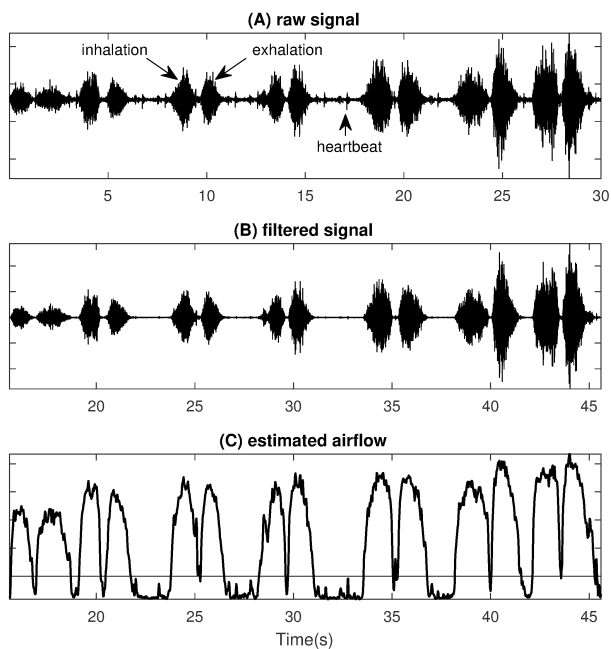 (A) raw signal
inhalation
exhalation
heartbeat
5 10 15 20 25 30
(B) filtered signal
20 25 30 35 40 45
(C) estimated airflow
20 25 30 35 40 45
Time(s)